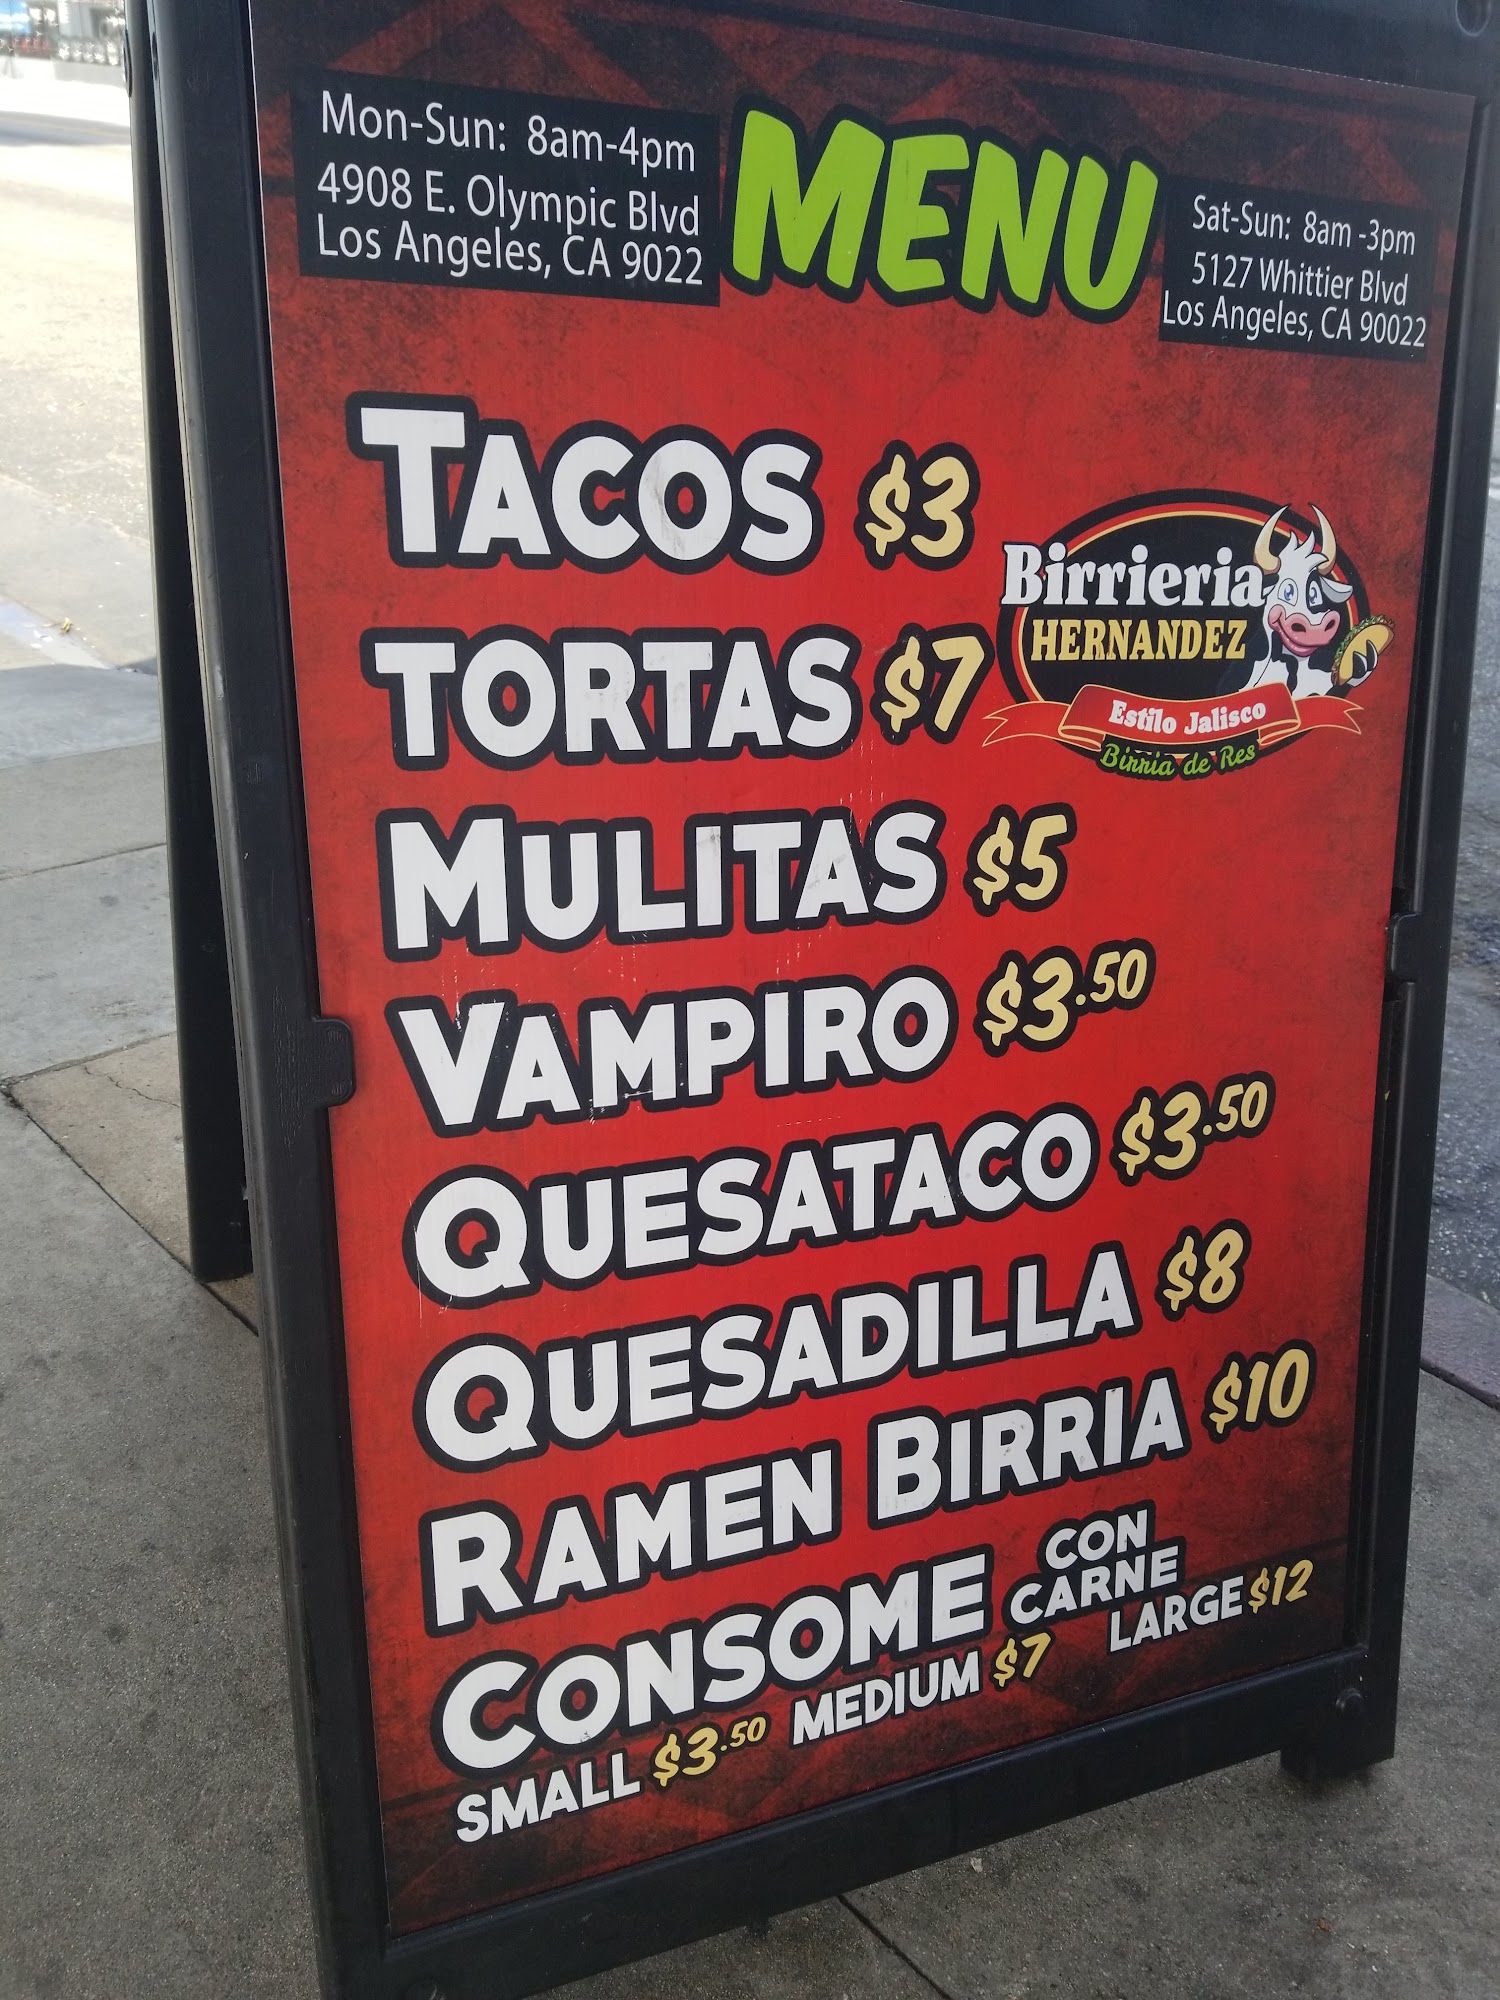 Mon-Sun: 8am-4pm
4908 E. Olympic Blvd
Los Angeles, CA 9022
MENU
Sat-Sun: 8am -3pm
5127 Whittier Blvd
Los Angeles, CA 90022
TACOS $3
TORTAS $7
Birrieria
HERNANDEZ
Estilo Jalisco
Birria de Res
MULITAS $5
VAMPIRO $3.50
QUESATACO $3.50
QUESADILLA $8
RAMEN BIRRIA $10
CONSOME CON CARNE
SMALL $3.50 MEDIUM $7 LARGE $12